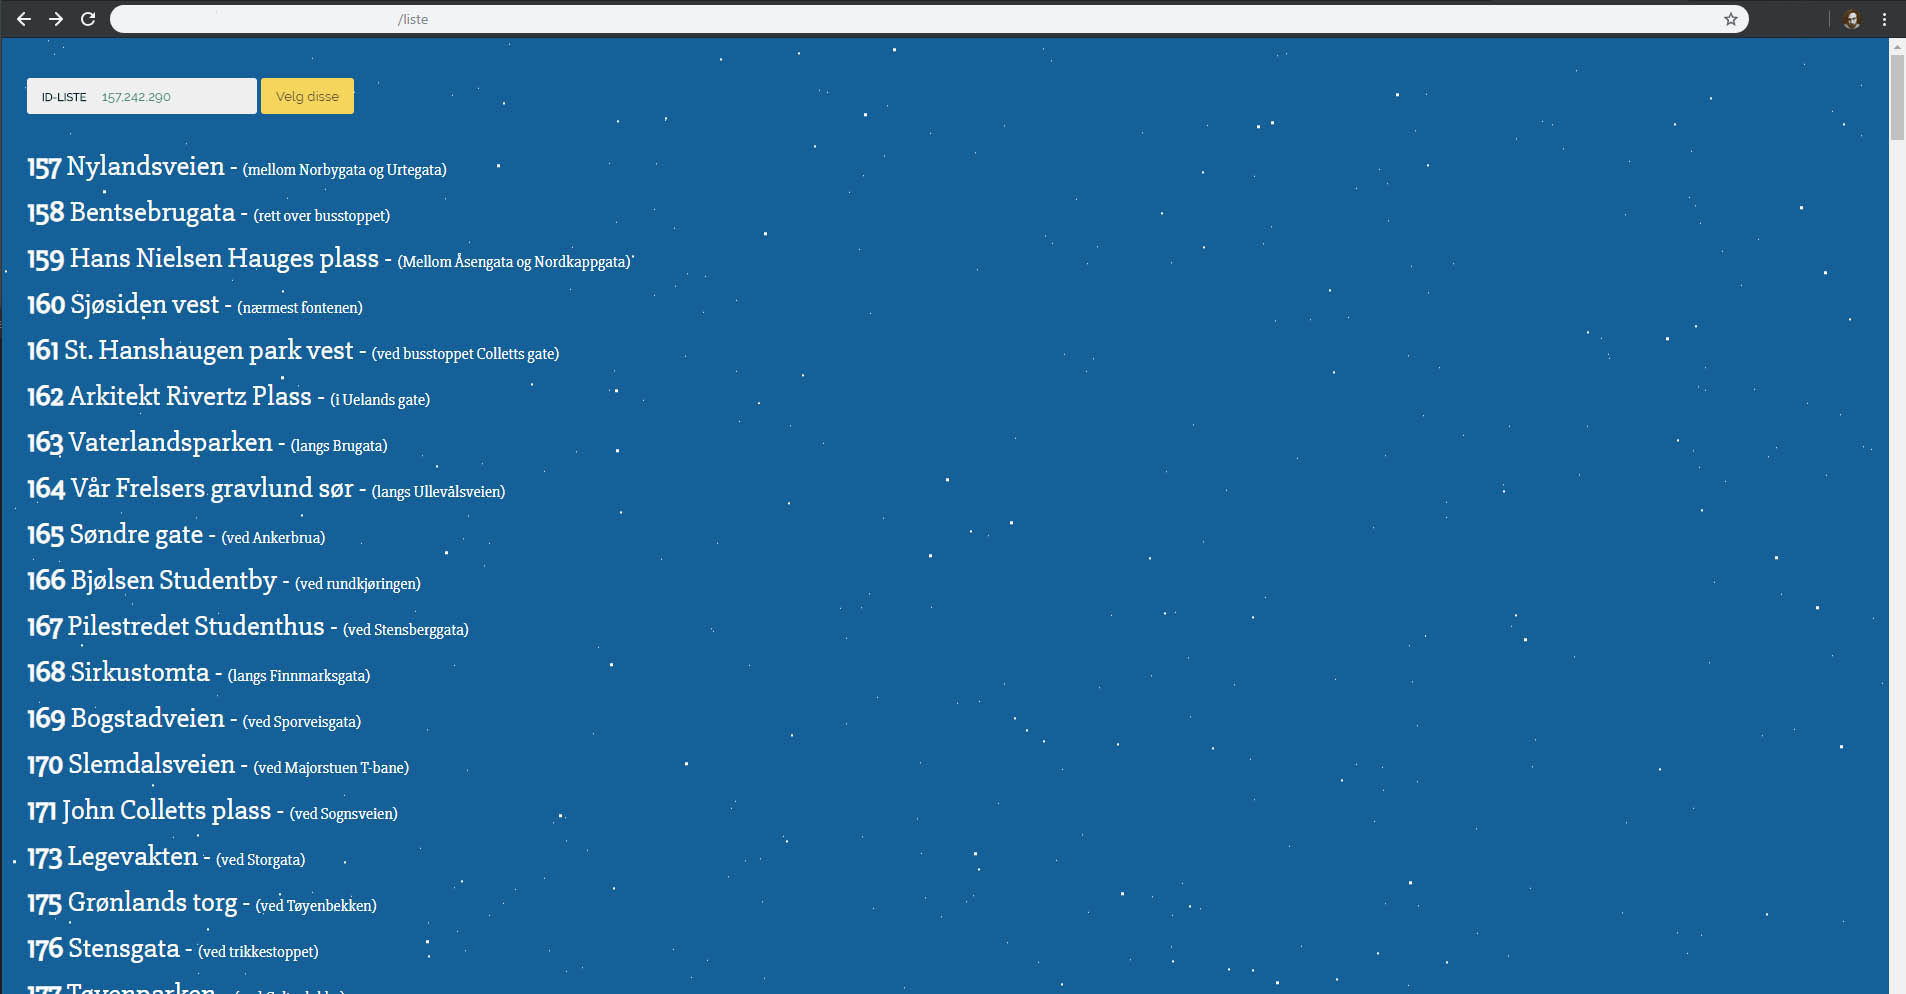 /liste
ID-LISTE 157,242,290 Velg disse
157 Nylandsveien - (mellom Norbygata og Urtegata)
158 Bentsebrugata - (rett over busstoppet)
159 Hans Nielsen Hauges plass - (Mellom Åsengata og Nordkappgata)
160 Sjøsiden vest - (nærmest fontenen)
161 St. Hanshaugen park vest - (ved busstoppet Colletts gate)
162 Arkitekt Rivertz Plass - (i Uelands gate)
163 Vaterlandsparken - (langs Brugata)
164 Vår Frelsers gravlund sør - (langs Ullevålsveien)
165 Søndre gate - (ved Ankerbrua)
166 Bjølsen Studentby - (ved rundkjøringen)
167 Pilestredet Studenthus - (ved Stensberggata)
168 Sirkustomta - (langs Finnmarksgata)
169 Bogstadveien - (ved Sporveisgata)
170 Slemdalsveien - (ved Majorstuen T-bane)
171 John Colletts plass - (ved Sognsveien)
173 Legevakten - (ved Storgata)
175 Grønlands torg - (ved Tøyenbekken)
176 Stensgata - (ved trikkestoppet)
177 Tøyenparken -